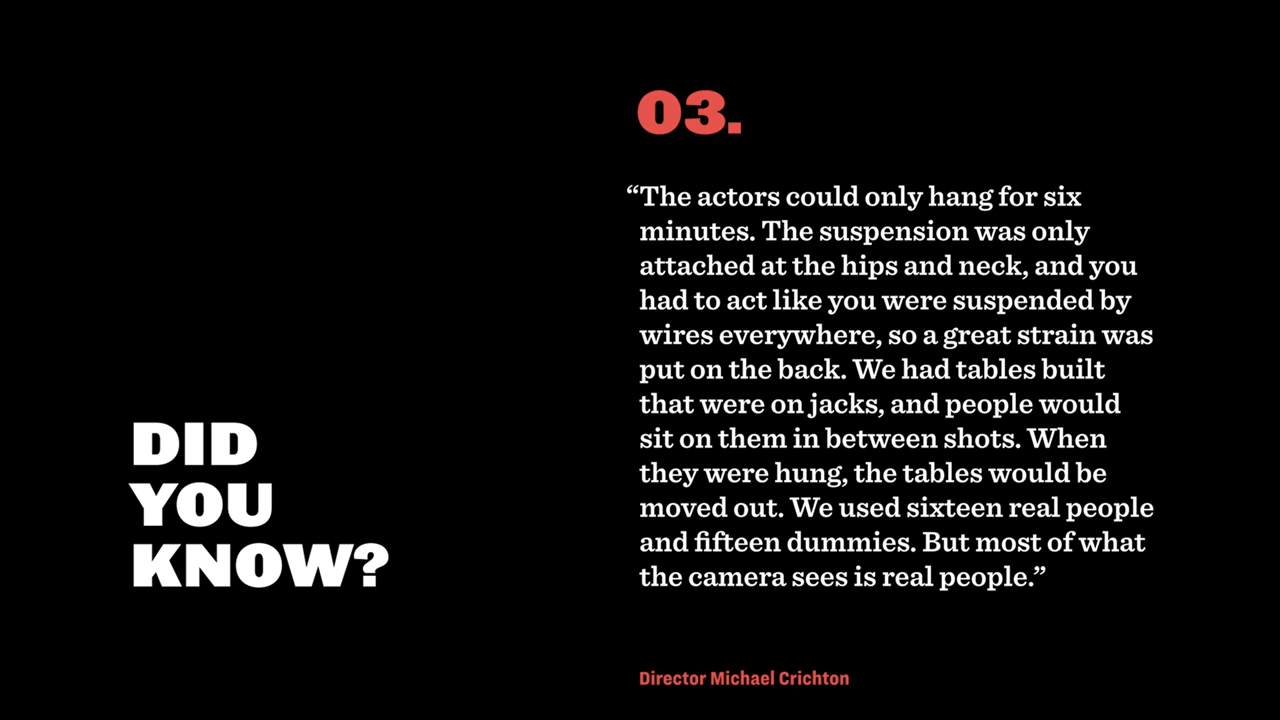 03.
“The actors could only hang for six
minutes. The suspension was only
attached at the hips and neck, and you
had to act like you were suspended by
wires everywhere, so a great strain was
put on the back. We had tables built
that were on jacks, and people would
sit on them in between shots. When
they were hung, the tables would be
moved out. We used sixteen real people
and fifteen dummies. But most of what
the camera sees is real people.”
DID
YOU
KNOW?
Director Michael Crichton